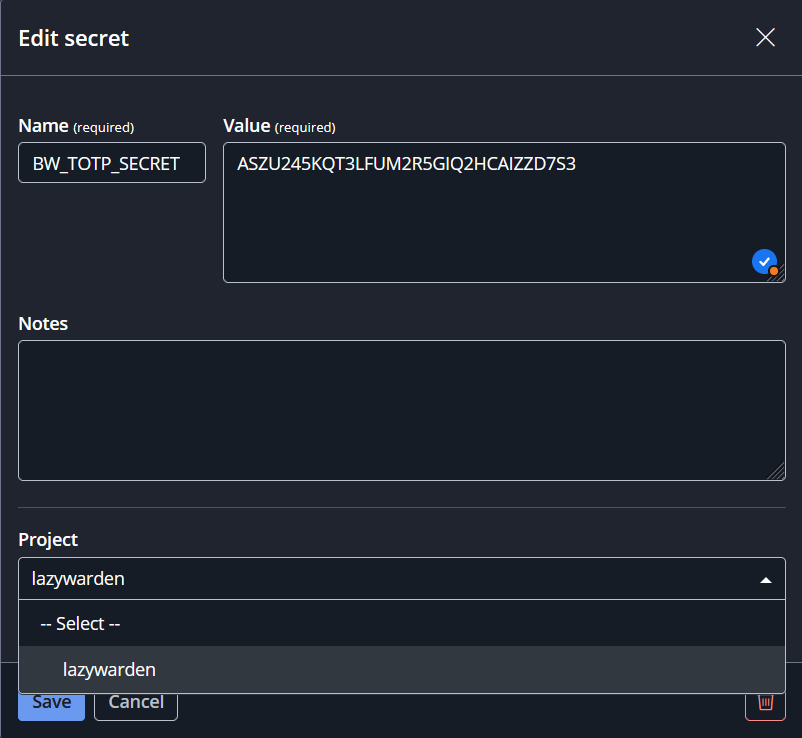 Edit secret
Name (required)
Value (required)
BW_TOTP_SECRET
ASZU245KQT3LFUM2R5GIQ2HCAIZZD7S3
Notes
Project
lazywarden
-- Select --
lazywarden
Save
Cancel